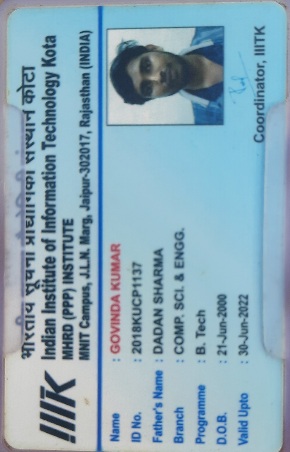 भारतीय सूचना प्रौद्योगिकी संस्थान कोटा
Indian Institute of Information Technology Kota
MHRD (PPP) INSTITUTE
MNIT Campus, J.L.N. Marg, Jaipur-302017, Rajasthan (INDIA)
IIITK
Name : GOVINDA KUMAR
ID No. : 2018KUCP1137
Father's Name : DADAN SHARMA
Branch : COMP. SCI. & ENGG.
Programme : B. Tech
D.O.B. : 21-Jun-2000
Valid Upto : 30-Jun-2022
Coordinator, IIITK